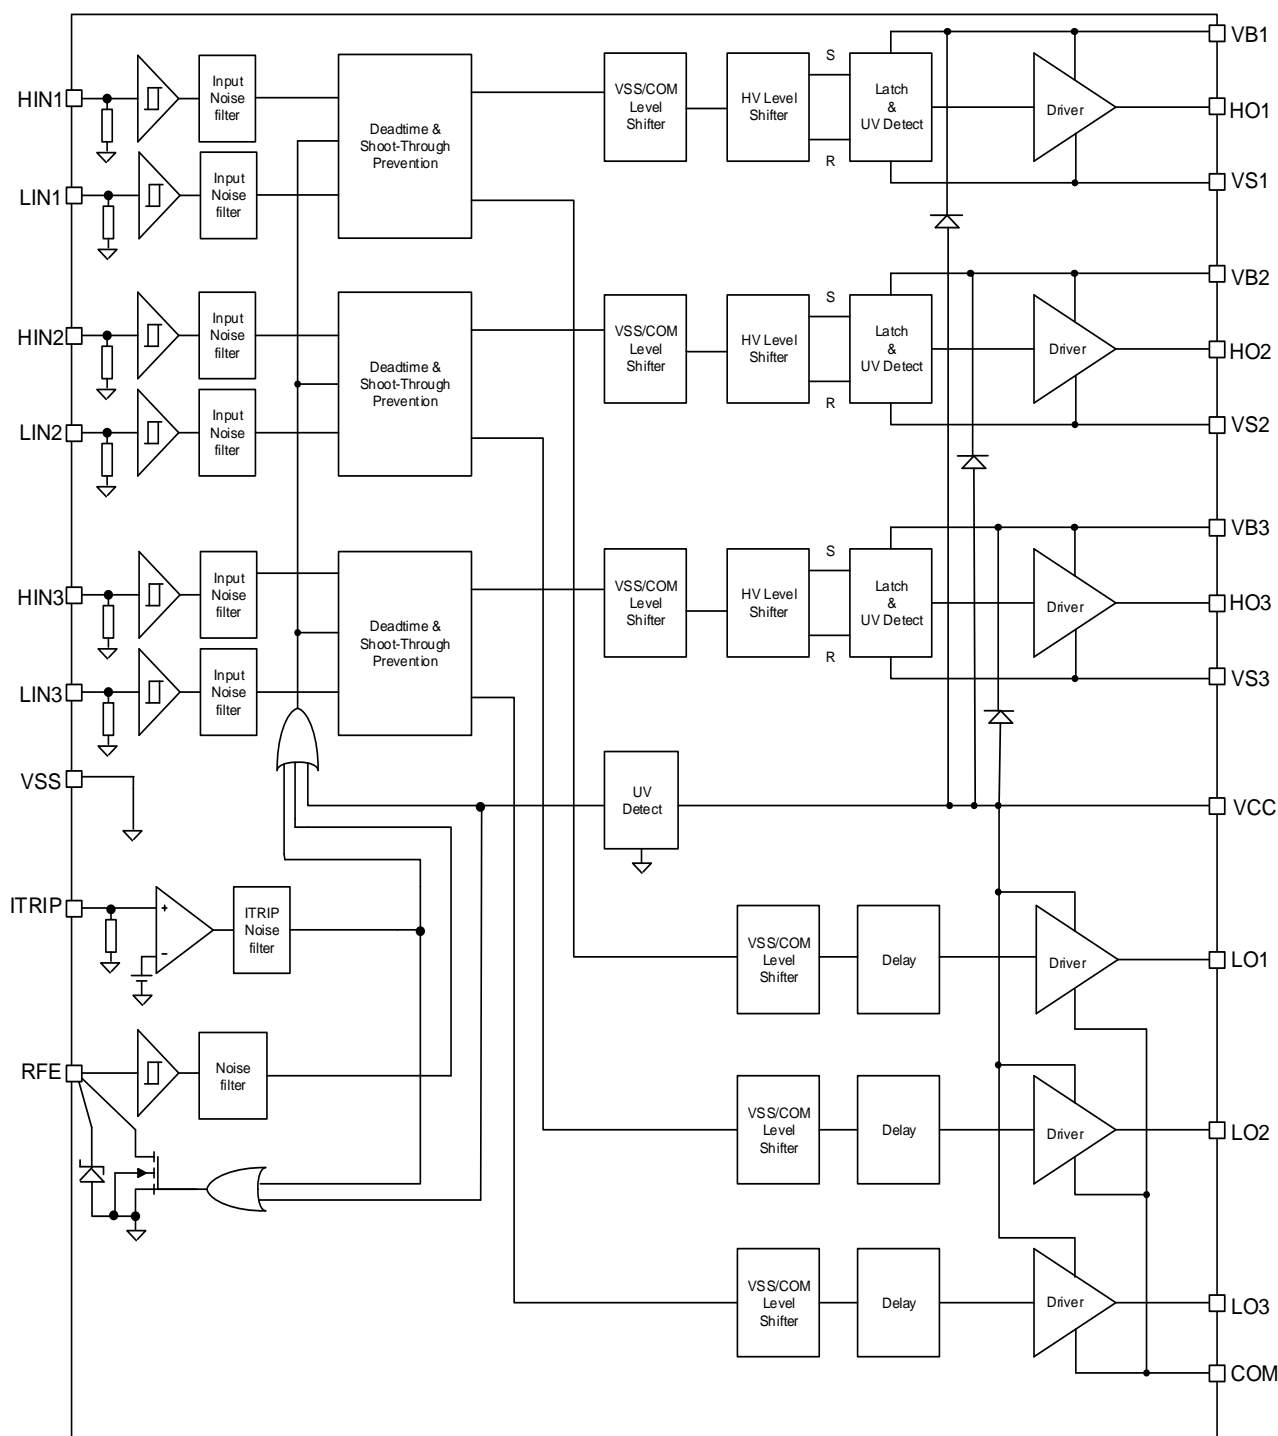 VB1
S
HIN1
Input
Noise
filter
Deadtime &
Shoot-Through
Prevention
VSS/COM
Level
Shifter
HV Level
Shifter
Latch
&
UV Detect
Driver
HO1
R
LIN1
Input
Noise
filter
VS1
VB2
S
HIN2
Input
Noise
filter
Deadtime &
Shoot-Through
Prevention
VSS/COM
Level
Shifter
HV Level
Shifter
Latch
&
UV Detect
Driver
HO2
R
LIN2
Input
Noise
filter
VS2
VB3
S
HIN3
Input
Noise
filter
Deadtime &
Shoot-Through
Prevention
VSS/COM
Level
Shifter
HV Level
Shifter
Latch
&
UV Detect
Driver
HO3
R
LIN3
Input
Noise
filter
VS3
VSS
UV
Detect
VCC
ITRIP
+
−
ITRIP
Noise
filter
VSS/COM
Level
Shifter
Delay
Driver
LO1
RFE
Noise
filter
VSS/COM
Level
Shifter
Delay
Driver
LO2
VSS/COM
Level
Shifter
Delay
Driver
LO3
COM